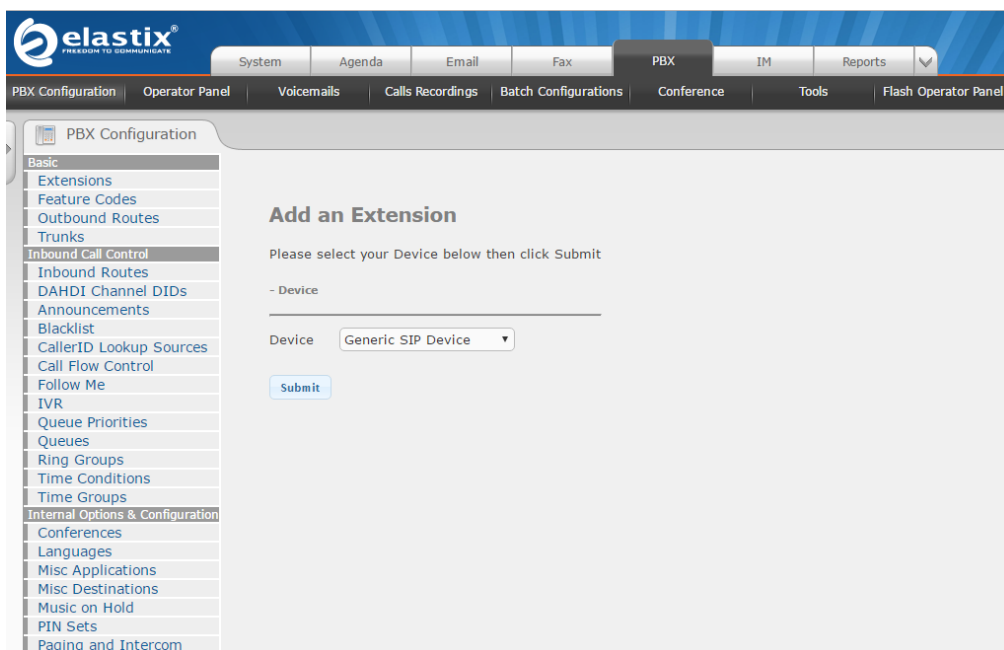 elastix®
FREEDOM TO COMMUNICATE
System Agenda Email Fax PBX IM Reports
PBX Configuration Operator Panel Voicemails Calls Recordings Batch Configurations Conference Tools Flash Operator Panel
PBX Configuration
Basic
Extensions
Feature Codes
Outbound Routes
Trunks
Inbound Call Control
Inbound Routes
DAHDI Channel DIDs
Announcements
Blacklist
CallerID Lookup Sources
Call Flow Control
Follow Me
IVR
Queue Priorities
Queues
Ring Groups
Time Conditions
Time Groups
Internal Options & Configuration
Conferences
Languages
Misc Applications
Misc Destinations
Music on Hold
PIN Sets
Paging and Intercom
Add an Extension
Please select your Device below then click Submit
- Device
Device Generic SIP Device
Submit